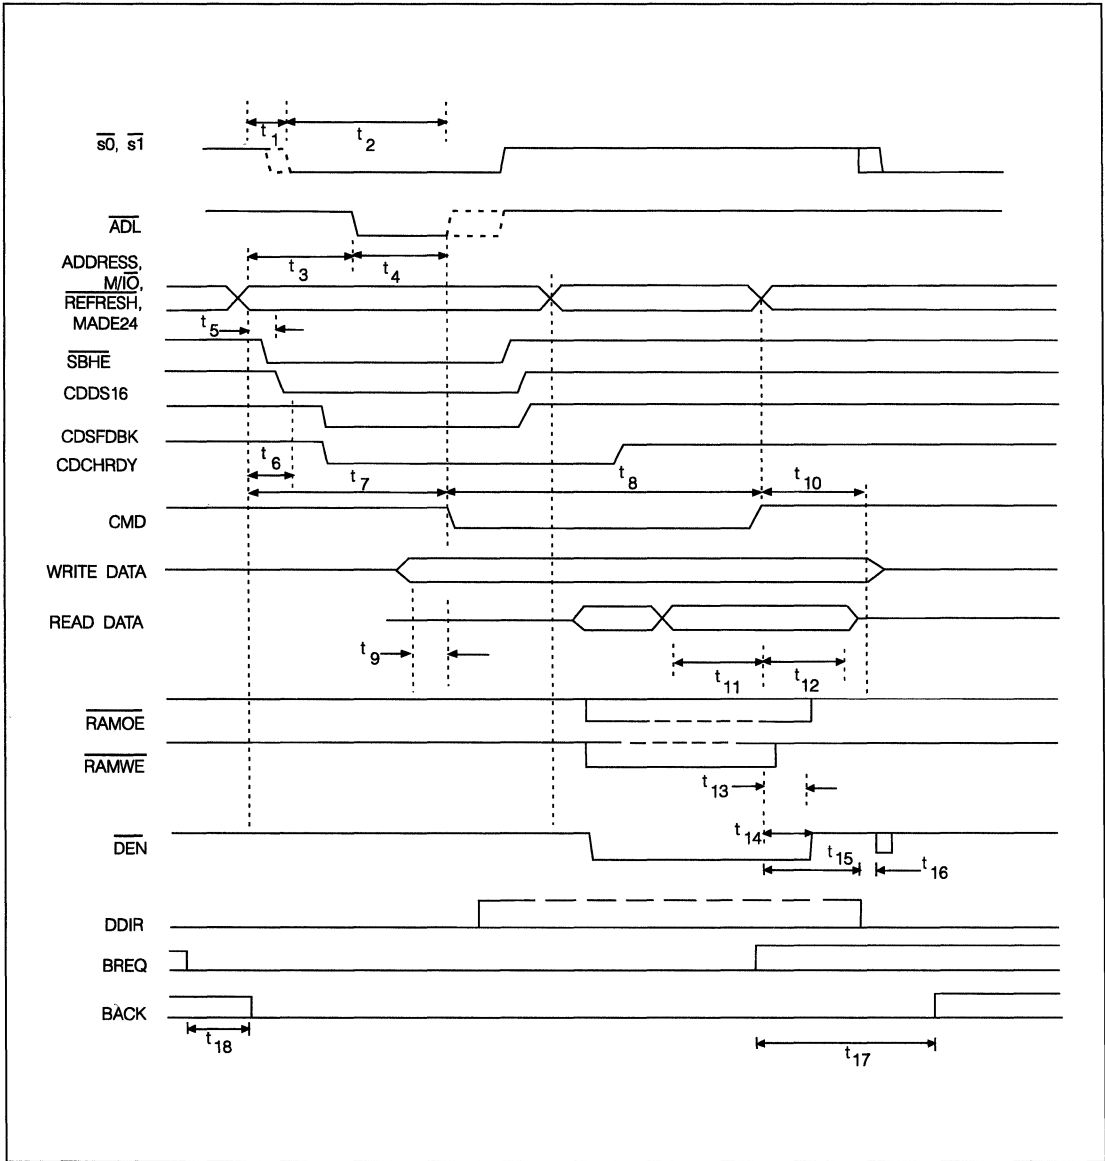 t1
t2
s0, s1
ADL
ADDRESS,
M/IO,
REFRESH,
MADE24
t3
t4
t5
SBHE
CDDS16
CDSFDBK
CDCHRDY
t6
t7
t8
t10
CMD
WRITE DATA
READ DATA
t9
t11
t12
RAMOE
RAMWE
t13
t14
DEN
t15
t16
DDIR
BREQ
BACK
t18
t17